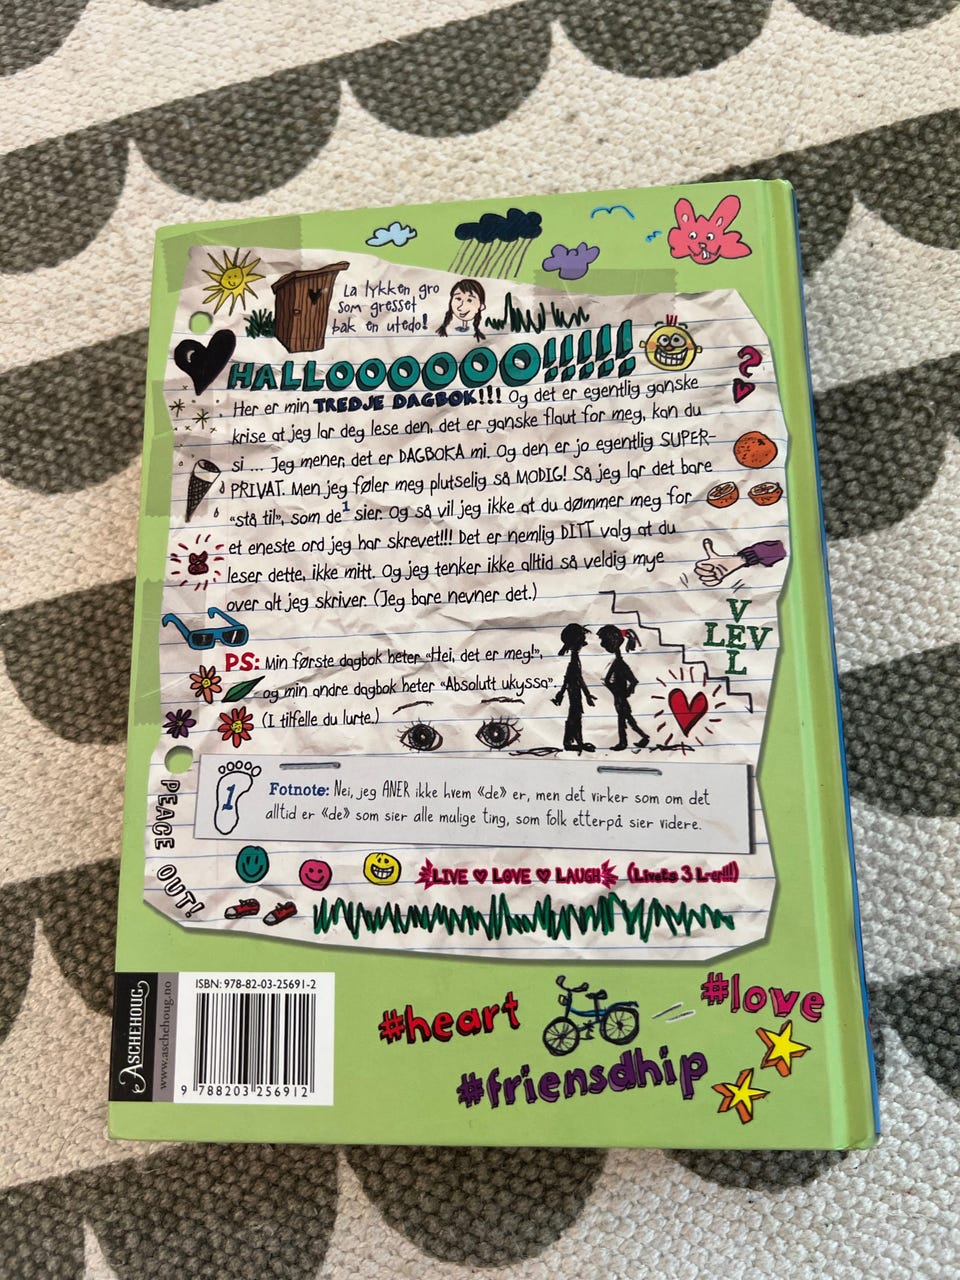 La lykken gro
som gresset
bak en utedo!
HALLOOOOOO!!!!!
Her er min TREDJE DAGBOK!!! Og det er egentlig ganske
krise at jeg lar deg lese den, det er ganske flaut for meg, kan du
si ... Jeg mener, det er DAGBOKA mi. Og den er jo egentlig SUPER-
PRIVAT. Men jeg føler meg plutselig så MODIG! Så jeg lar det bare
«stå til», som de¹ sier. Og så vil jeg ikke at du dømmer meg for
et eneste ord jeg har skrevet!!! Det er nemlig DITT valg at du
leser dette, ikke mitt. Og jeg tenker ikke alltid så veldig mye
over alt jeg skriver. (Jeg bare nevner det.)
V
LEV
L
PS: Min første dagbok heter «Hei, det er meg!»,
og min andre dagbok heter «Absolutt ukyssa».
(I tilfelle du lurte.)
1
Fotnote: Nei, jeg ANER ikke hvem «de» er, men det virker som om det
alltid er «de» som sier alle mulige ting, som folk etterpå sier videre.
PEACE OUT!
LIVE LOVE LAUGH (Livets 3 L-er!!!)
ASCHEHOUG
www.aschehoug.no
ISBN: 978-82-03-25691-2
9 788203 256912
#heart
#love
#friensdhip